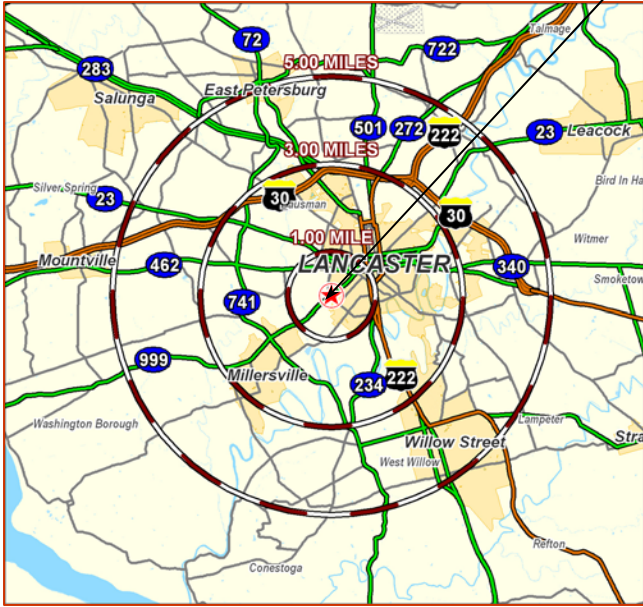 Talmage
72
722
283
5.00 MILES
Salunga
East Petersburg
501
272
222
23
Leacock
3.00 MILES
Silver Spring
23
30
30
Bird In Ha
1.00 MILE
Witmer
Mountville
462
LANCASTER
340
Smoketow
741
999
Millersville
234
222
Washington Borough
Lampeter
Willow Street
Stra
West Willow
Refton
Conestoga